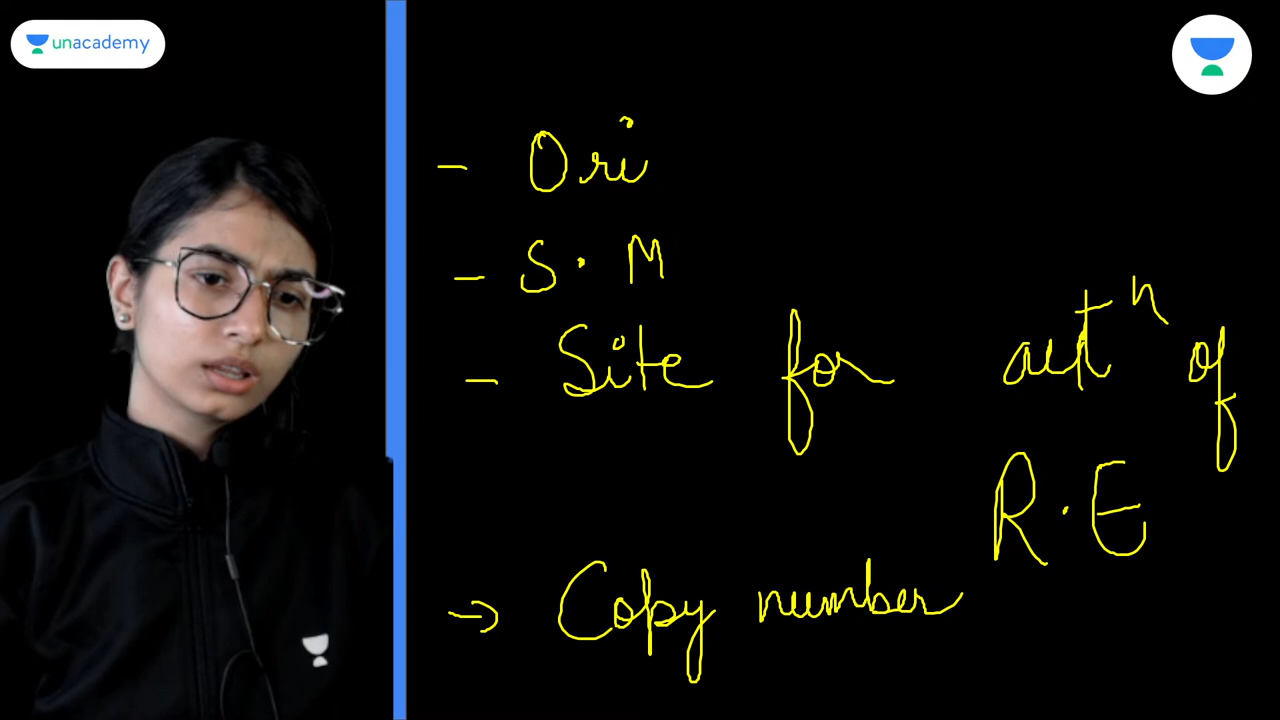 unacademy
- Ori
- S. M
- Site for actⁿ of
R. E
→ Copy number